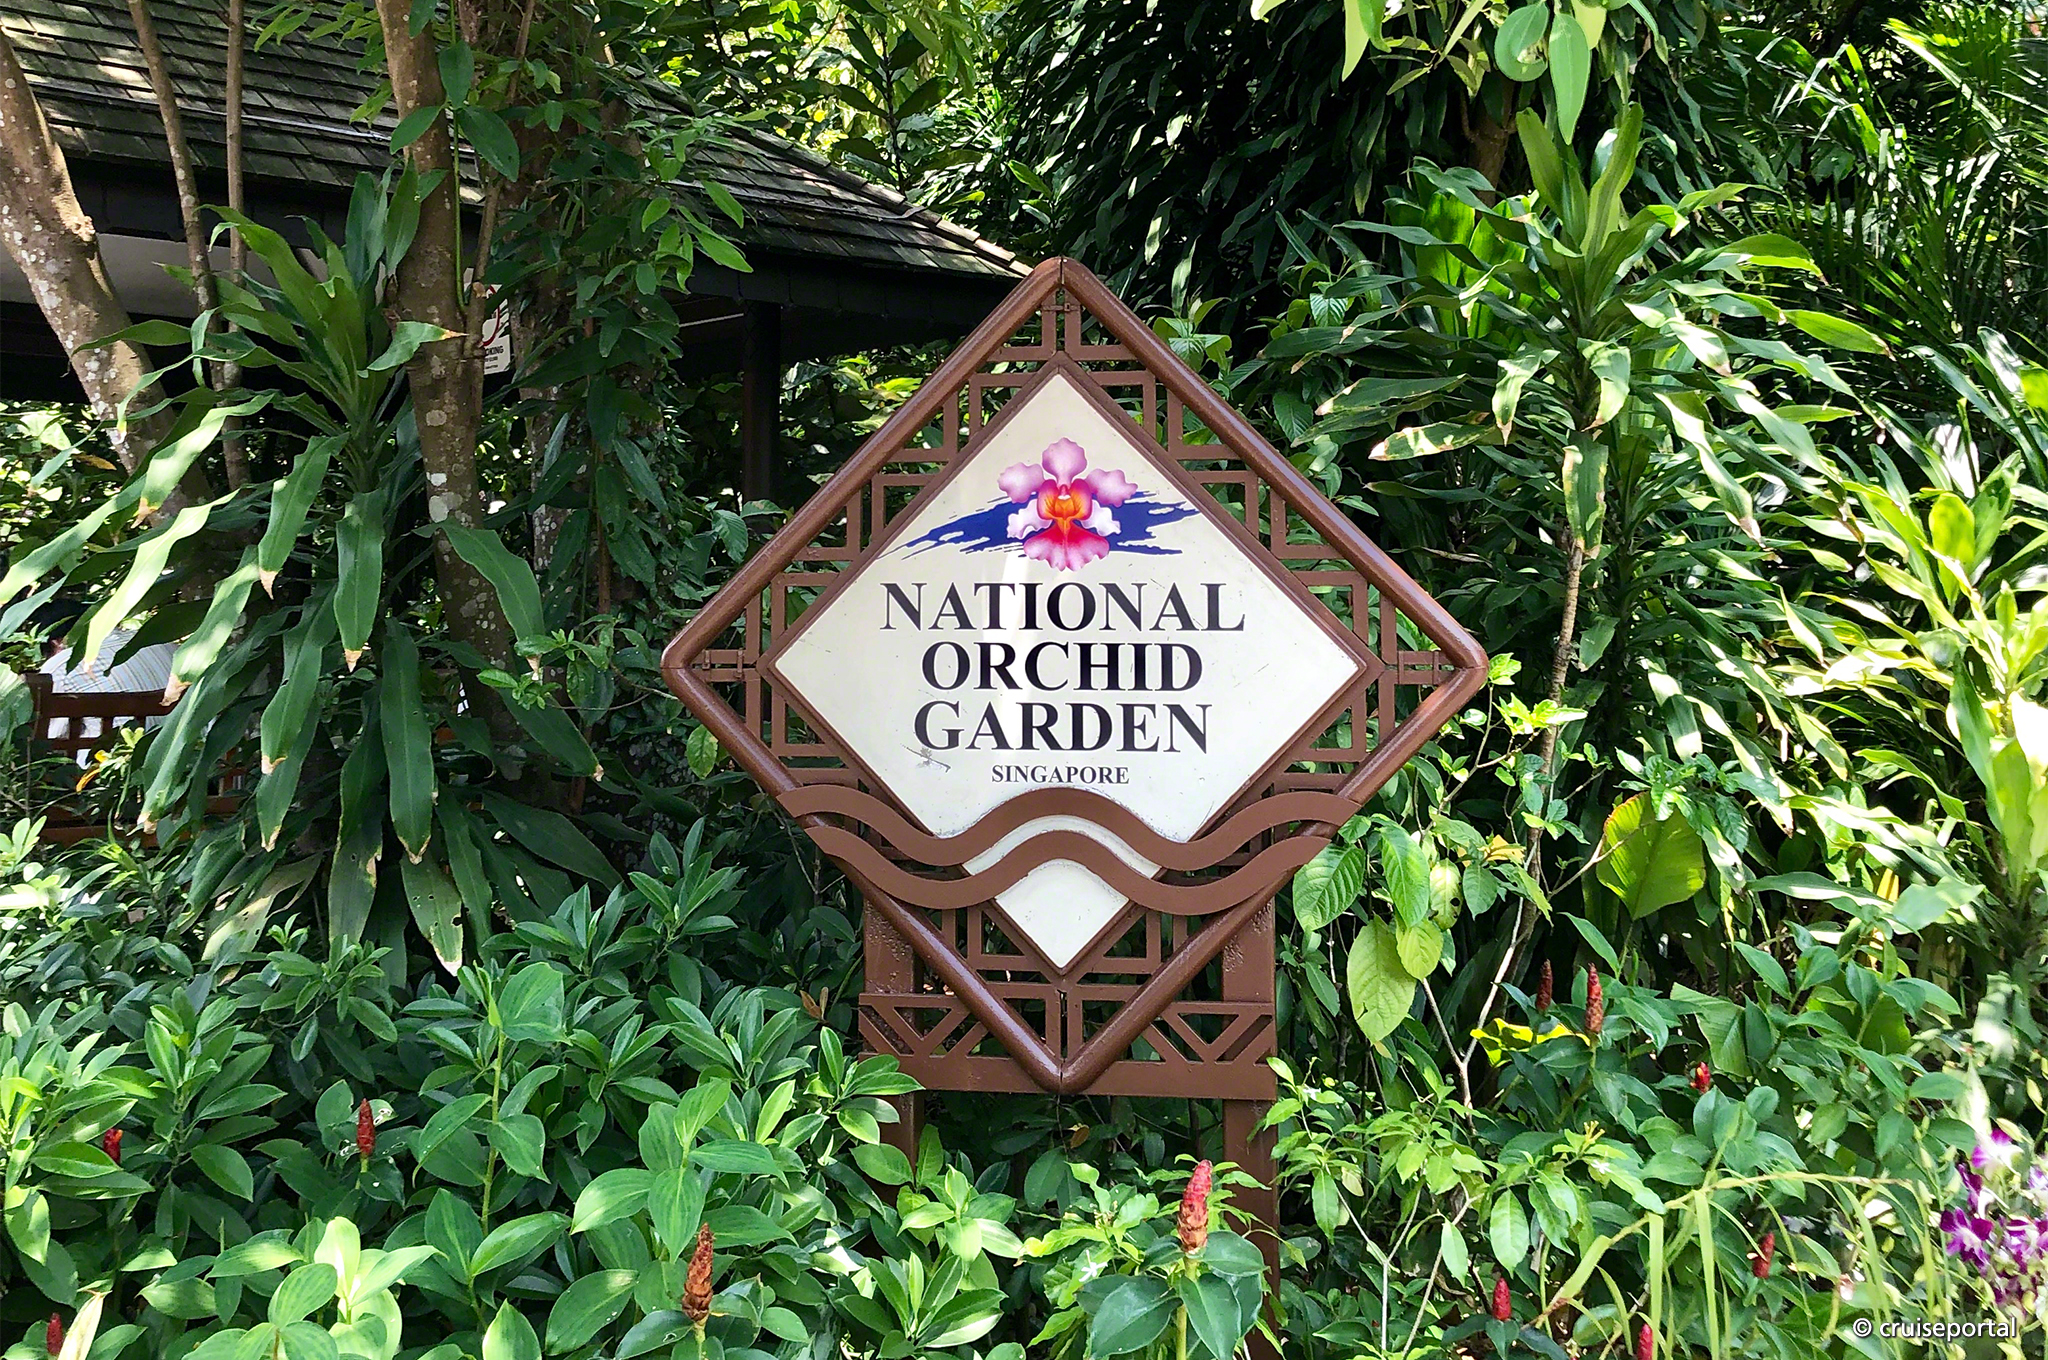 NATIONAL
ORCHID
GARDEN
SINGAPORE
© cruiseportal